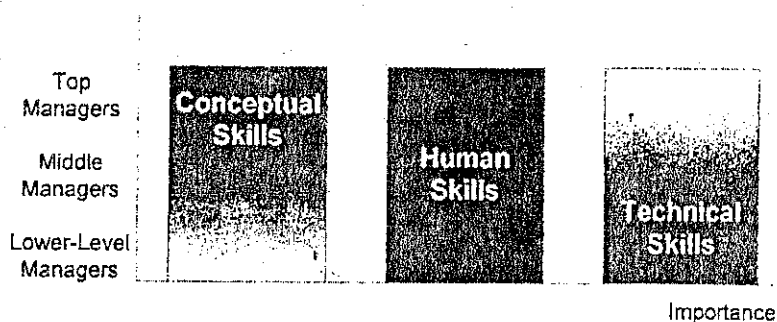 Top
Managers
Middle
Managers
Lower-Level
Managers
Conceptual
Skills
Human
Skills
Technical
Skills
Importance